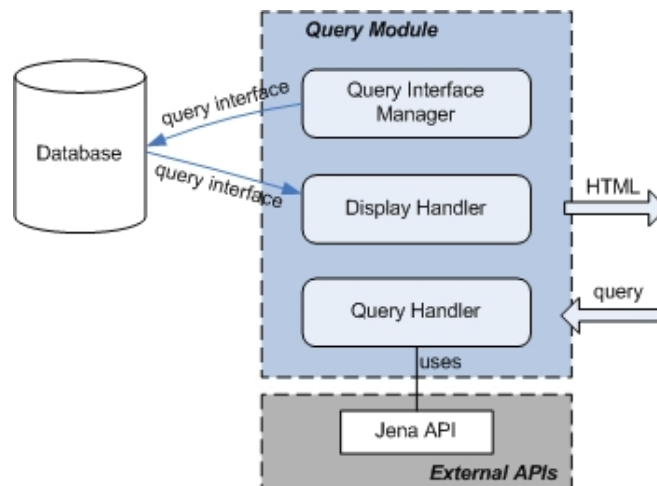 Query Module
Query Interface
Manager
query interface
Database
query interface
Display Handler
HTML
query
Query Handler
uses
Jena API
External APIs